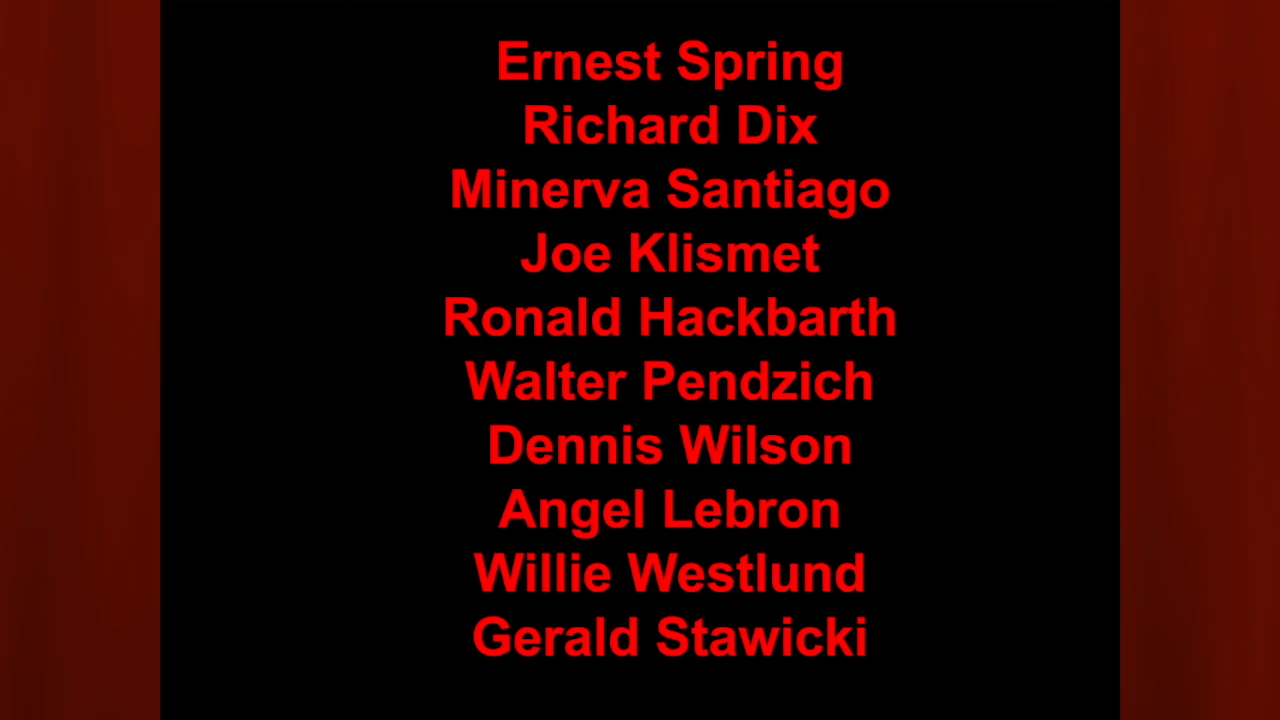 Ernest Spring
Richard Dix
Minerva Santiago
Joe Klismet
Ronald Hackbarth
Walter Pendzich
Dennis Wilson
Angel Lebron
Willie Westlund
Gerald Stawicki